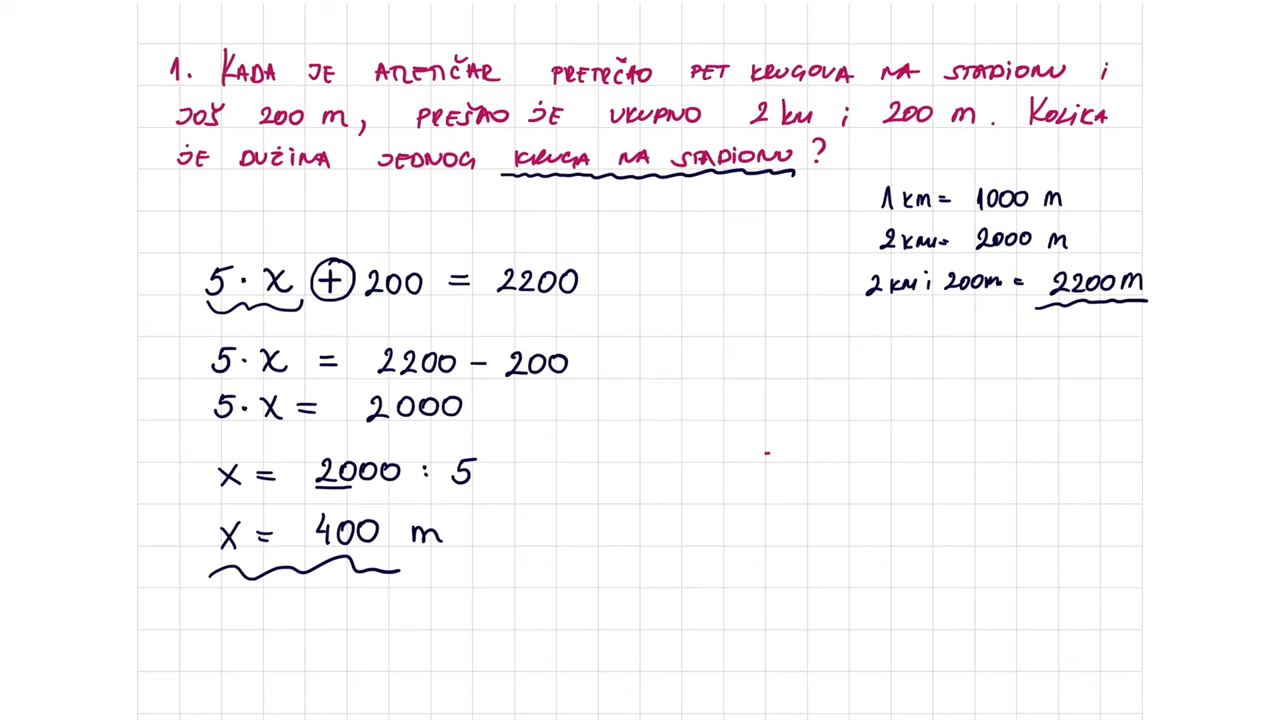 1. KADA JE ATLETIČAR PRETRČAO PET KRUGOVA NA STADIONU I
JOŠ 200 m, PREŠAO JE UKUPNO 2 km i 200 m. KOLIKA
JE DUŽINA JEDNOG KRUGA NA STADIONU?
1 km = 1000 m
2 km = 2000 m
2 km i 200m = 2200 m
5 · x + 200 = 2200
5 · x = 2200 - 200
5 · x = 2000
x = 2000 : 5
x = 400 m